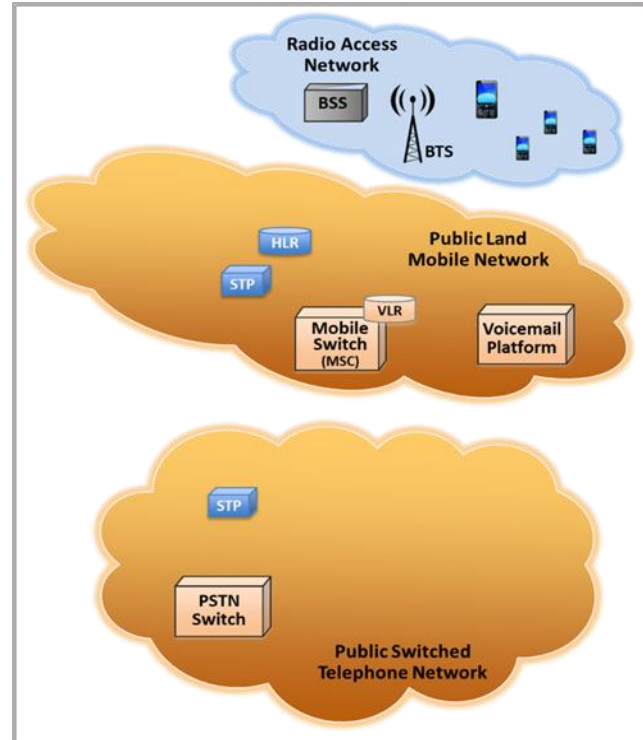 Radio Access
Network
BSS
BTS
HLR
Public Land
Mobile Network
STP
VLR
Mobile
Switch
(MSC)
Voicemail
Platform
STP
PSTN
Switch
Public Switched
Telephone Network